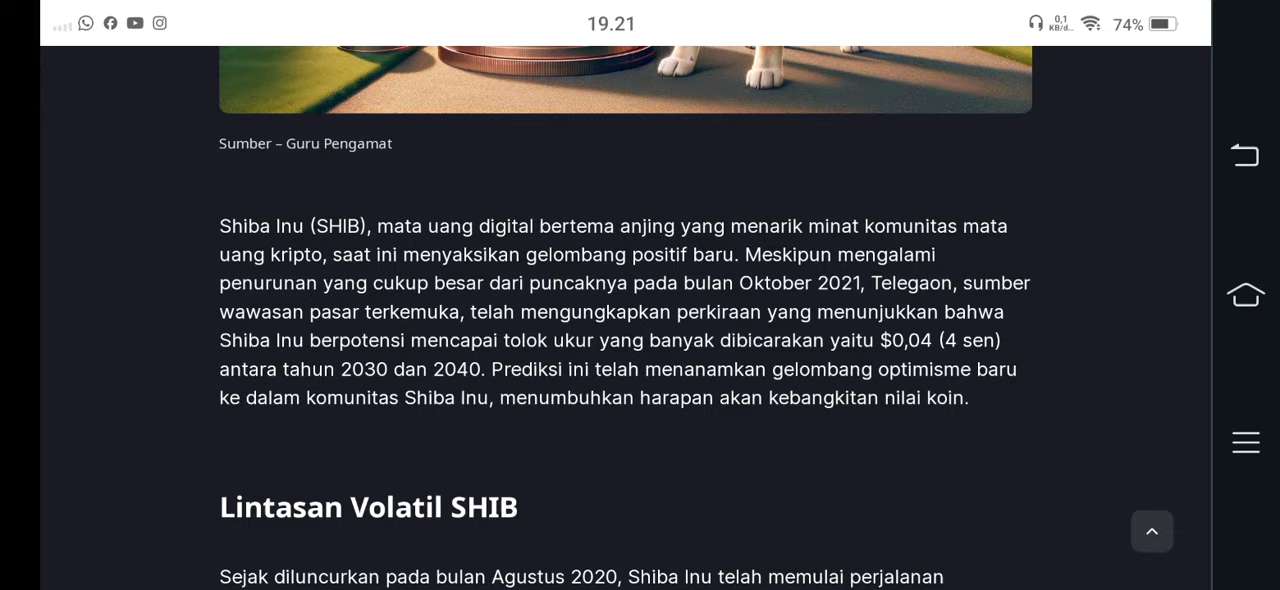 19.21
0,1
KB/d...
74%
Sumber – Guru Pengamat
Shiba Inu (SHIB), mata uang digital bertema anjing yang menarik minat komunitas mata
uang kripto, saat ini menyaksikan gelombang positif baru. Meskipun mengalami
penurunan yang cukup besar dari puncaknya pada bulan Oktober 2021, Telegaon, sumber
wawasan pasar terkemuka, telah mengungkapkan perkiraan yang menunjukkan bahwa
Shiba Inu berpotensi mencapai tolok ukur yang banyak dibicarakan yaitu $0,04 (4 sen)
antara tahun 2030 dan 2040. Prediksi ini telah menanamkan gelombang optimisme baru
ke dalam komunitas Shiba Inu, menumbuhkan harapan akan kebangkitan nilai koin.
Lintasan Volatil SHIB
Sejak diluncurkan pada bulan Agustus 2020, Shiba Inu telah memulai perjalanan